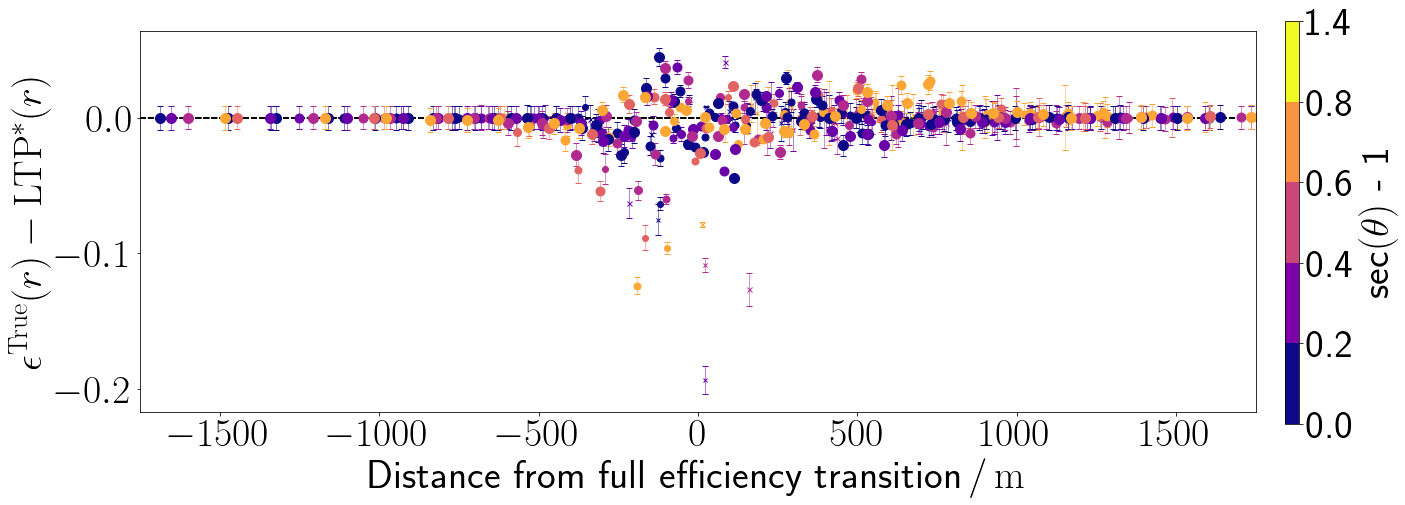 ϵ^True(r) − LTP*(r)
0.0
−0.1
−0.2
−1500 −1000 −500 0 500 1000 1500
Distance from full efficiency transition / m
1.4
0.8
0.6
0.4
0.2
0.0
sec(θ) - 1